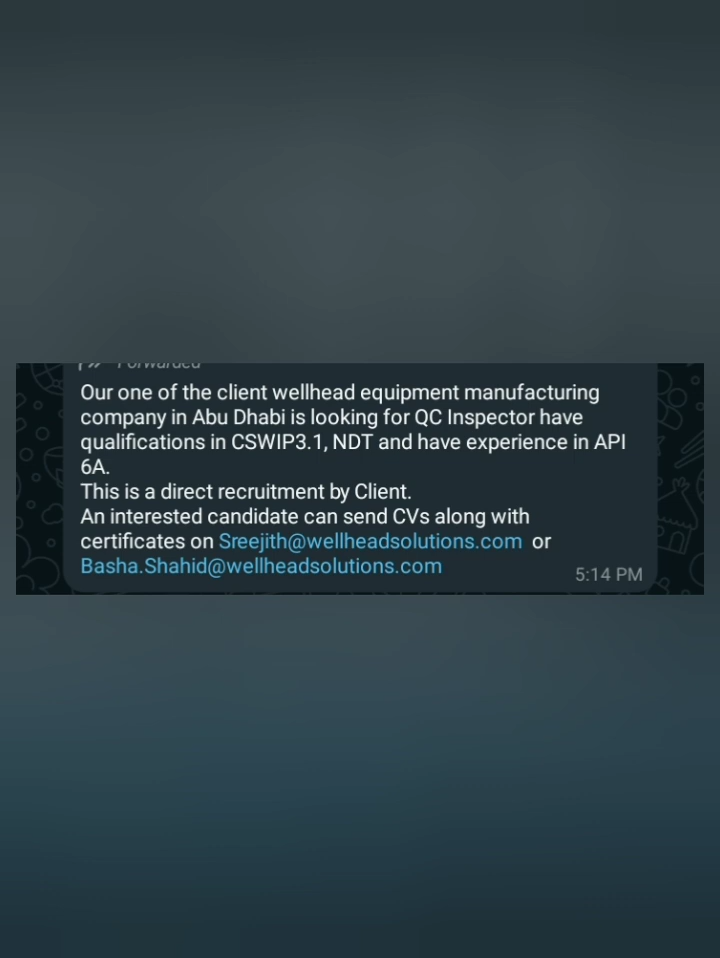 Forwarded
Our one of the client wellhead equipment manufacturing
company in Abu Dhabi is looking for QC Inspector have
qualifications in CSWIP3.1, NDT and have experience in API
6A.
This is a direct recruitment by Client.
An interested candidate can send CVs along with
certificates on Sreejith@wellheadsolutions.com or
Basha.Shahid@wellheadsolutions.com
5:14 PM